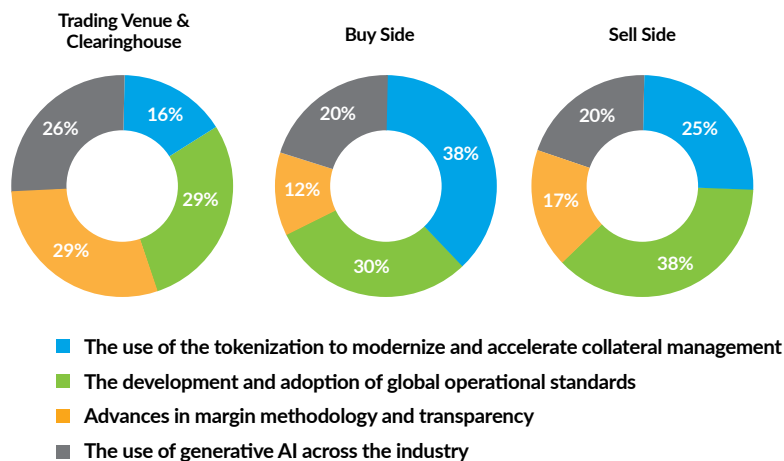 Trading Venue &
Clearinghouse
16%
29%
29%
26%
Buy Side
38%
30%
12%
20%
Sell Side
25%
38%
17%
20%
The use of the tokenization to modernize and accelerate collateral management
The development and adoption of global operational standards
Advances in margin methodology and transparency
The use of generative AI across the industry